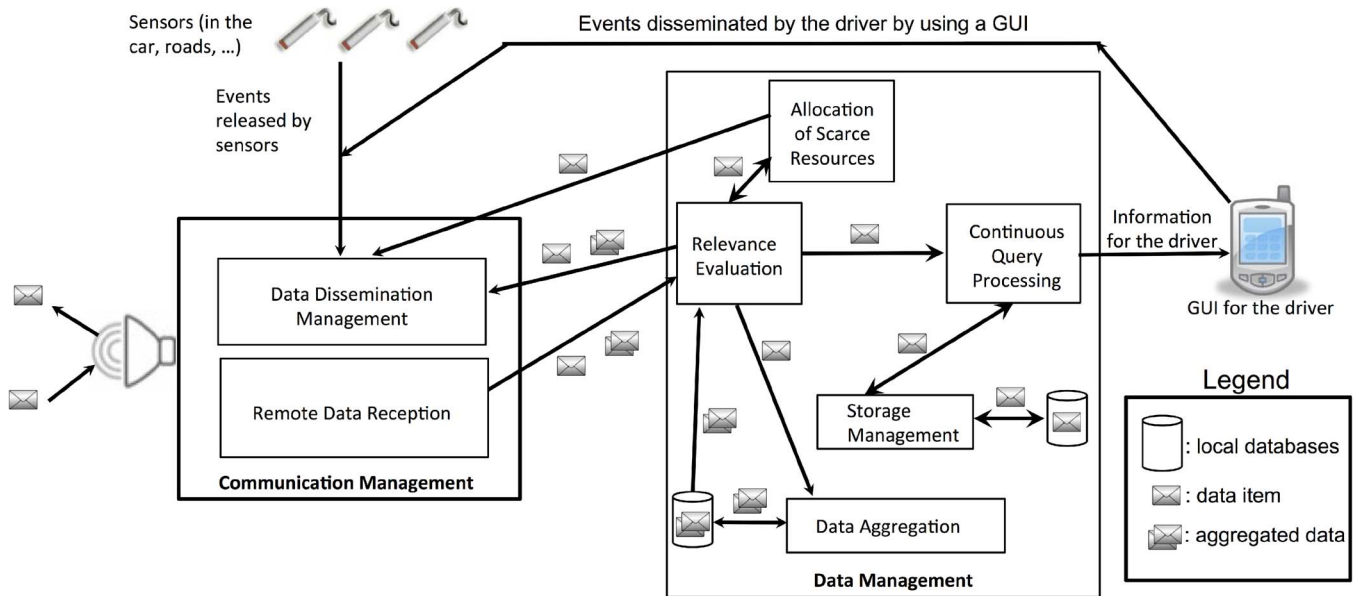 Sensors (in the
car, roads, ...)
Events disseminated by the driver by using a GUI
Events
released by
sensors
Allocation
of Scarce
Resources
Relevance
Evaluation
Continuous
Query
Processing
Information
for the driver
GUI for the driver
Data Dissemination
Management
Remote Data Reception
Communication Management
Storage
Management
Data Aggregation
Data Management
Legend
: local databases
: data item
: aggregated data